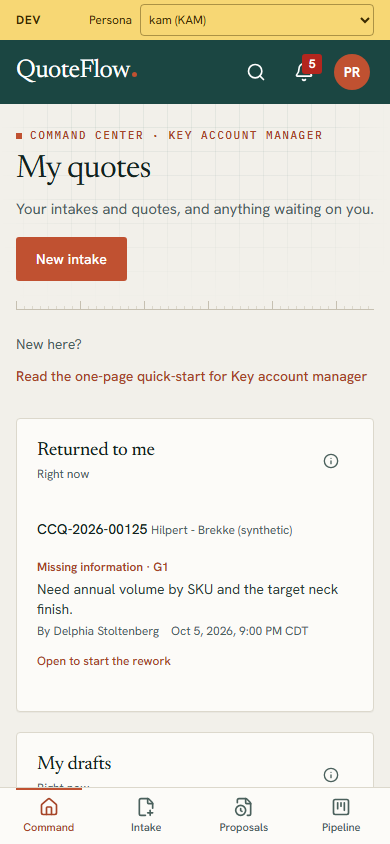 DEV
Persona
kam (KAM)
QuoteFlow.
5
PR
COMMAND CENTER · KEY ACCOUNT MANAGER
My quotes
Your intakes and quotes, and anything waiting on you.
New intake
New here?
Read the one-page quick-start for Key account manager
Returned to me
Right now
CCQ-2026-00125 Hilpert - Brekke (synthetic)
Missing information · G1
Need annual volume by SKU and the target neck
finish.
By Delphia Stoltenberg Oct 5, 2026, 9:00 PM CDT
Open to start the rework
My drafts
Right now
Command
Intake
Proposals
Pipeline